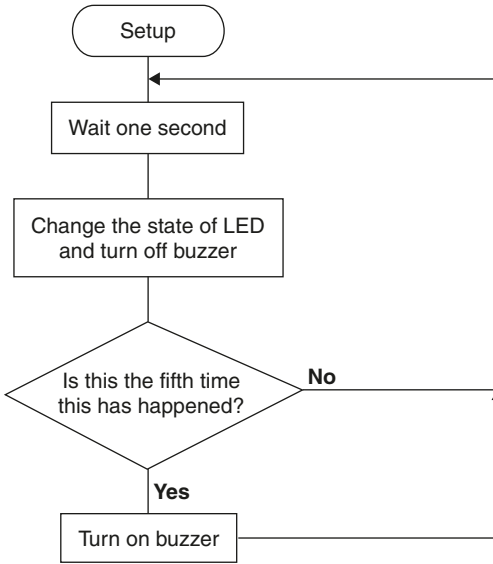 Setup
Wait one second
Change the state of LED
and turn off buzzer
Is this the fifth time
this has happened?
No
Yes
Turn on buzzer